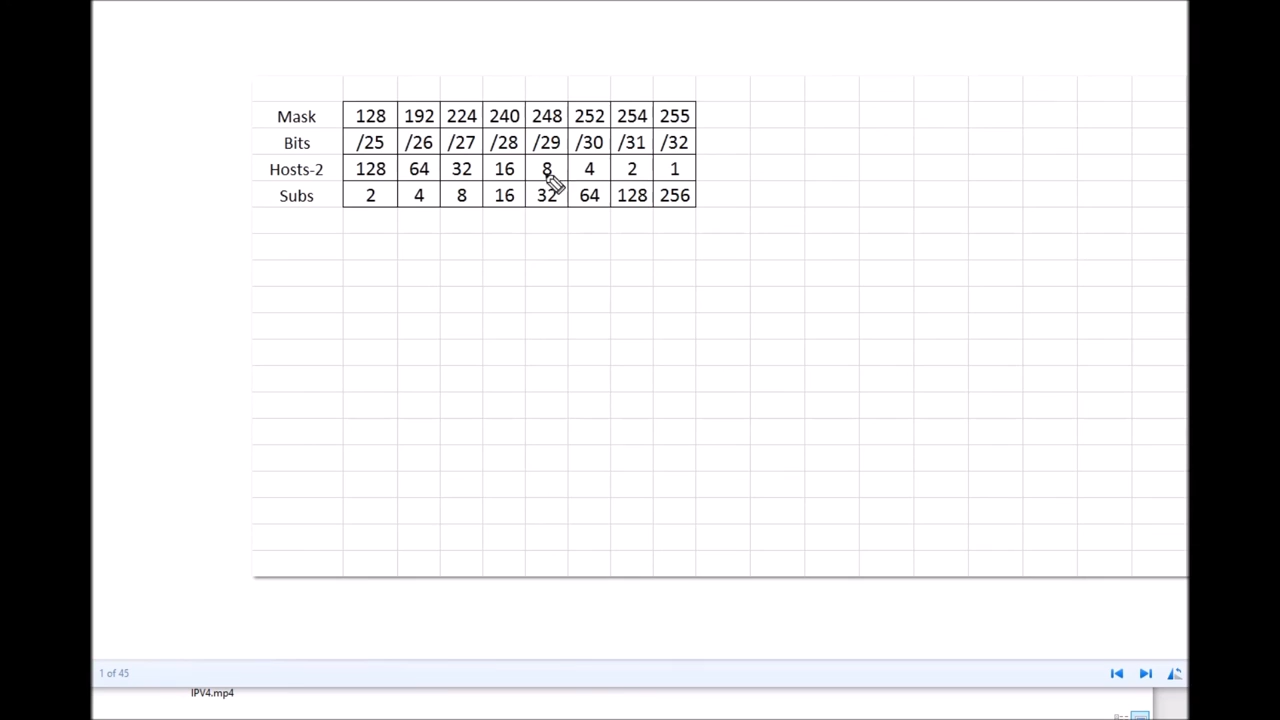 Mask 128 192 224 240 248 252 254 255
Bits /25 /26 /27 /28 /29 /30 /31 /32
Hosts-2 128 64 32 16 8 4 2 1
Subs 2 4 8 16 32 64 128 256
1 of 45
IPV4.mp4